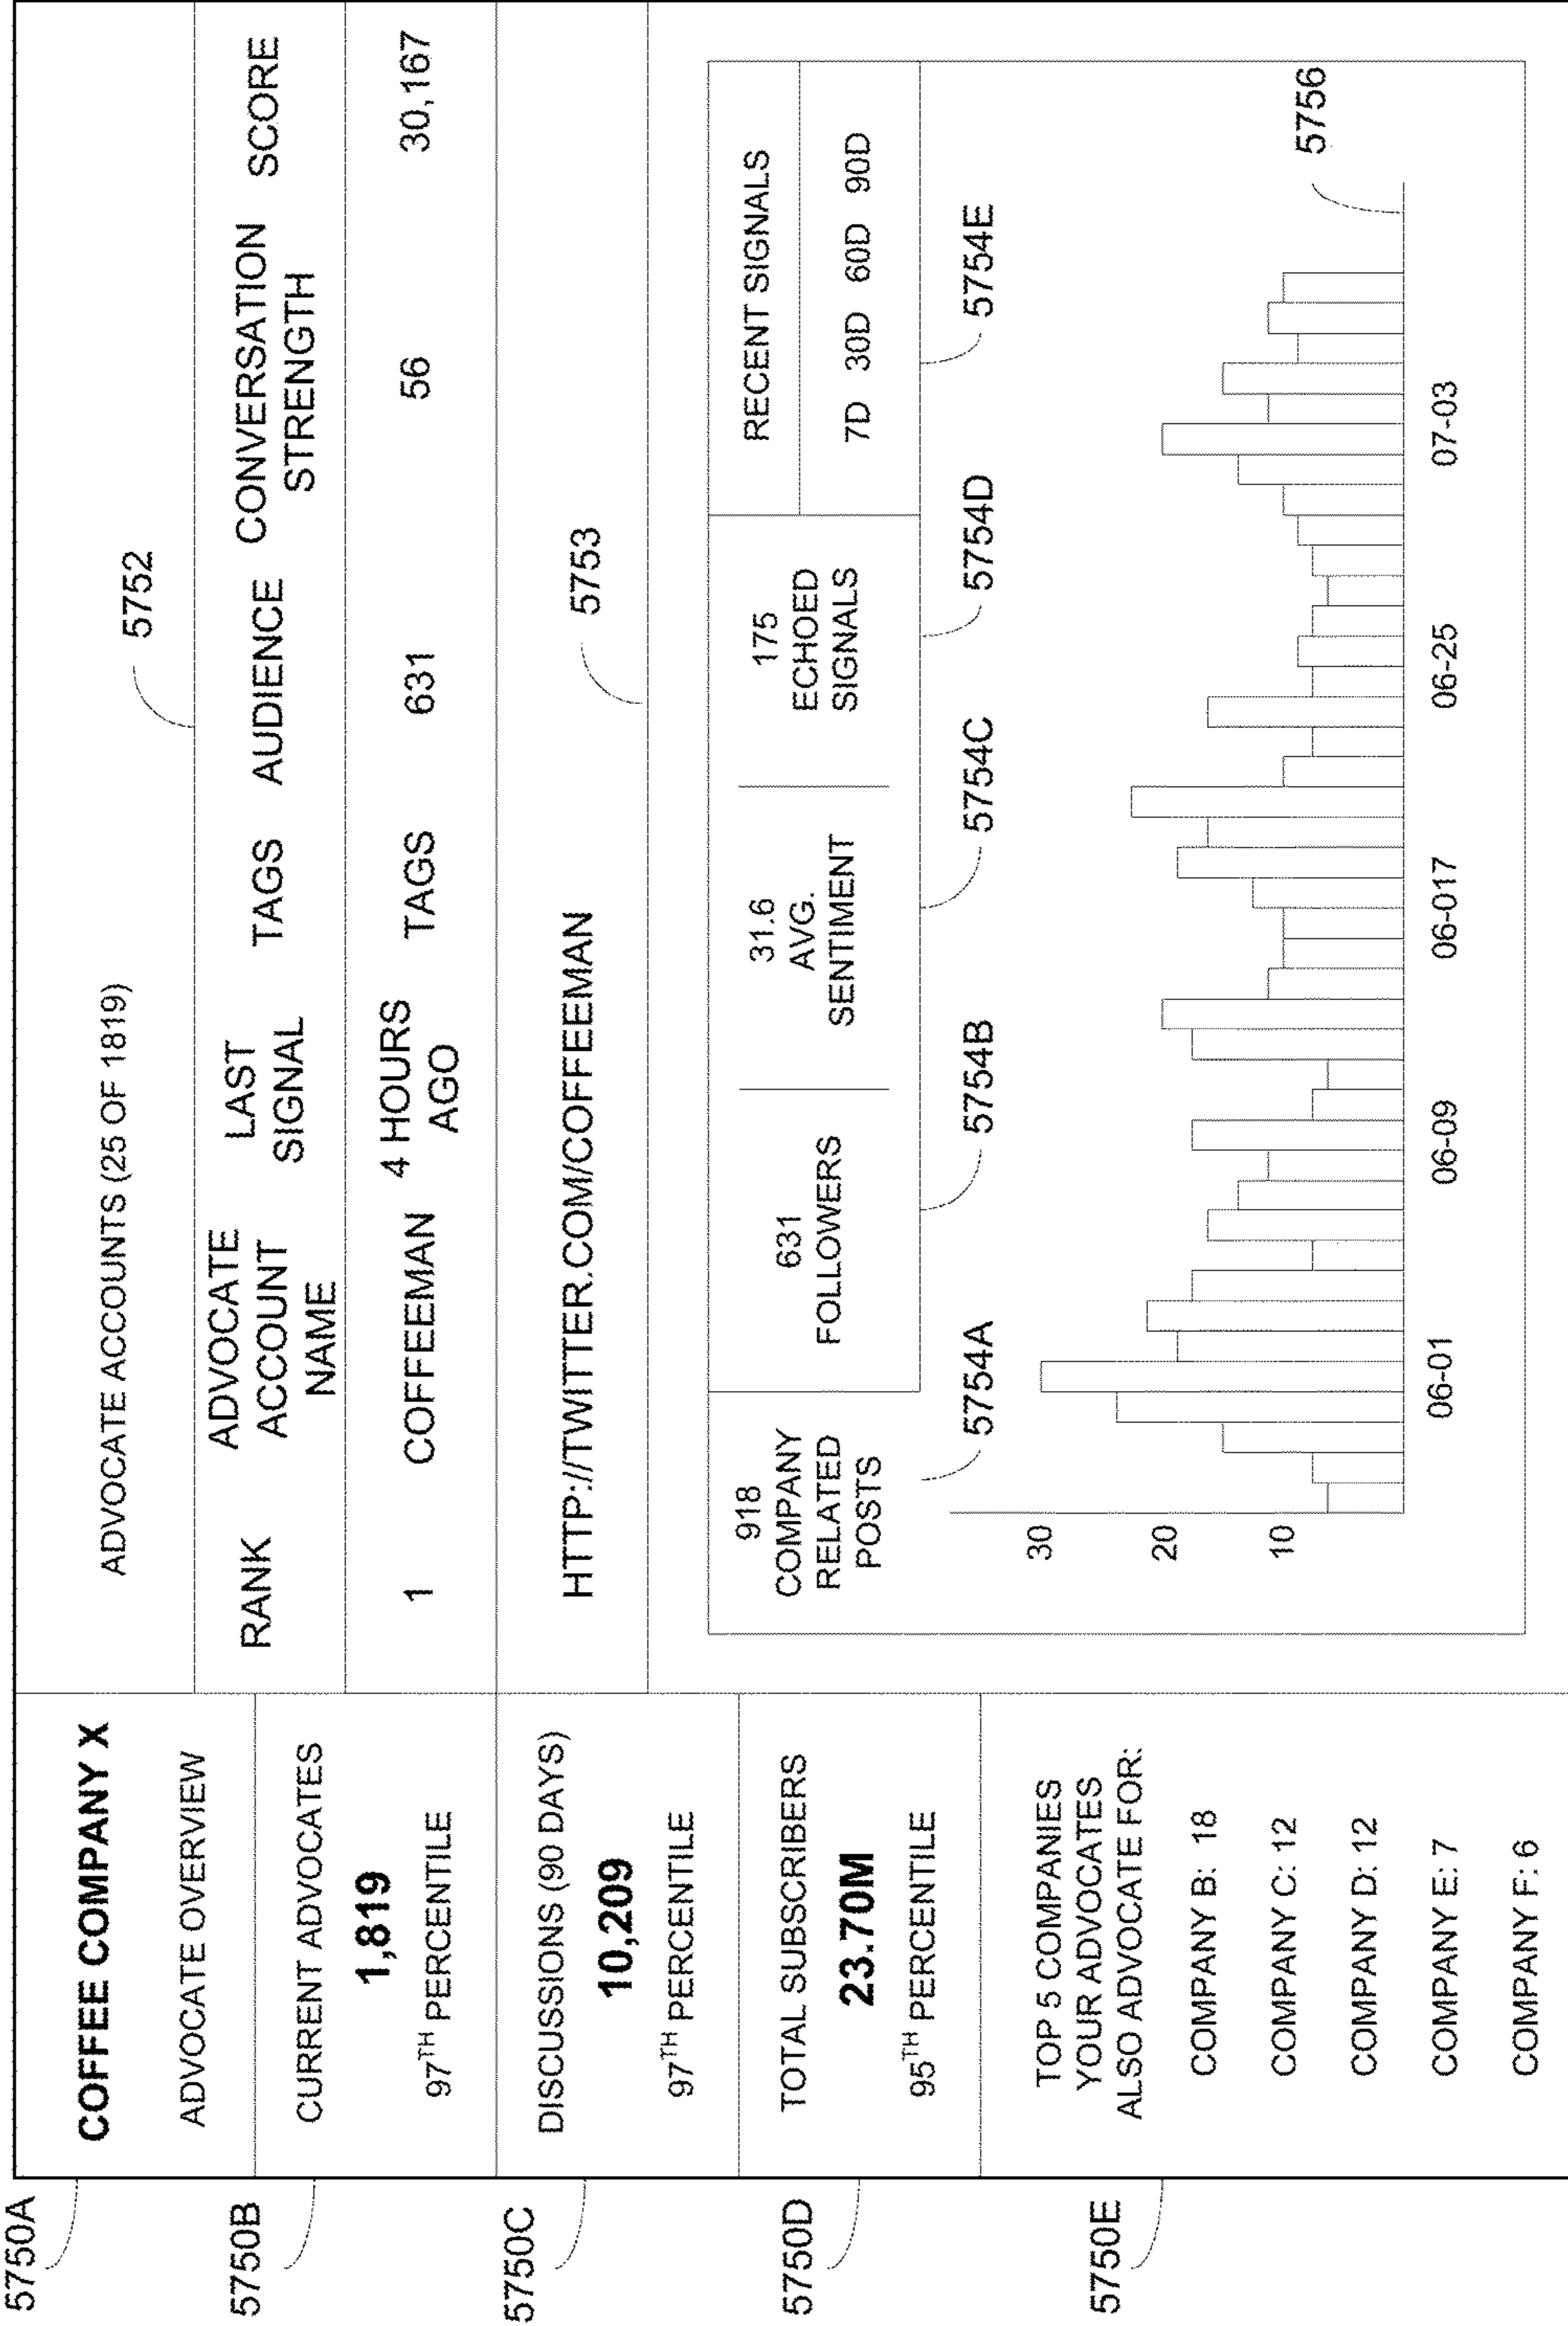 5750A
COFFEE COMPANY X
ADVOCATE OVERVIEW
5750B
CURRENT ADVOCATES
1,819
97TH PERCENTILE
5750C
DISCUSSIONS (90 DAYS)
10,209
97TH PERCENTILE
5750D
TOTAL SUBSCRIBERS
23.70M
95TH PERCENTILE
5750E
TOP 5 COMPANIES
YOUR ADVOCATES
ALSO ADVOCATE FOR:
COMPANY B: 18
COMPANY C: 12
COMPANY D: 12
COMPANY E: 7
COMPANY F: 6
ADVOCATE ACCOUNTS (25 OF 1819)
5752
RANK
ADVOCATE
ACCOUNT
NAME
LAST
SIGNAL
TAGS
AUDIENCE
CONVERSATION
STRENGTH
SCORE
1
COFFEEMAN
4 HOURS
AGO
TAGS
631
56
30,167
HTTP://TWITTER.COM/COFFEEMAN
5753
918
COMPANY
RELATED
POSTS
631
FOLLOWERS
31.6
AVG.
SENTIMENT
175
ECHOED
SIGNALS
RECENT SIGNALS
7D 30D 60D 90D
5754A
5754B
5754C
5754D
5754E
30
20
10
5756
06-01
06-09
06-017
06-25
07-03